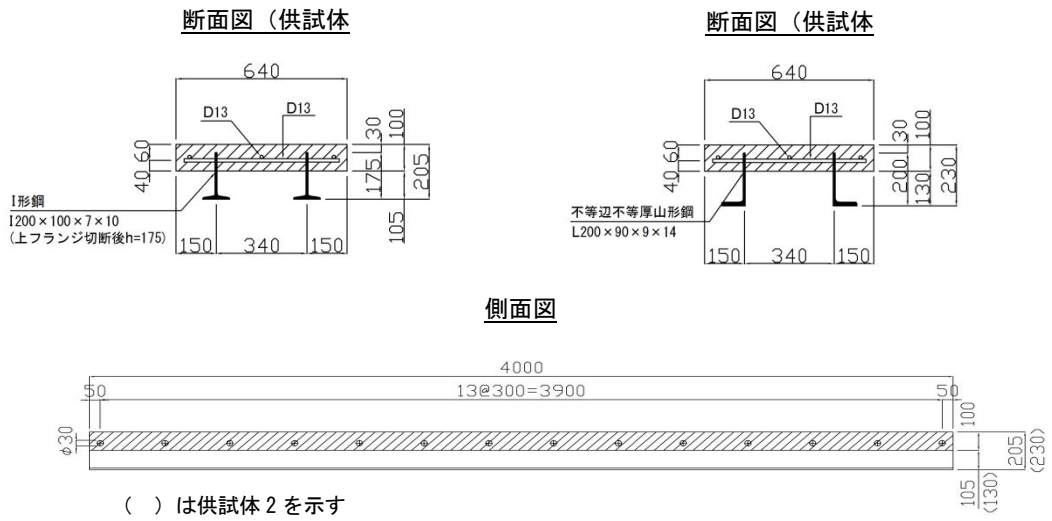 断面図（供試体
断面図（供試体
640
D13
D13
60
40
30
175
100
205
105
I形鋼
I200×100×7×10
(上フランジ切断後h=175)
150
340
150
640
D13
D13
60
40
30
200
100
130
230
不等辺不等厚山形鋼
L200×90×9×14
150
340
150
側面図
4000
50
13@300=3900
50
φ30
100
205
(230)
105
(130)
（　）は供試体 2 を示す